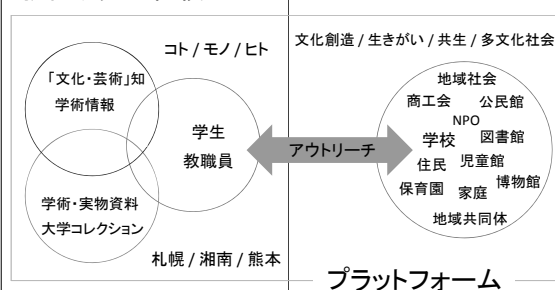 コト / モノ / ヒト
文化創造 / 生きがい / 共生 / 多文化社会
「文化・芸術」知
学術情報
学生
教職員
学術・実物資料
大学コレクション
札幌 / 湘南 / 熊本
アウトリーチ
地域社会
商工会 公民館
NPO
学校 図書館
住民 児童館
保育園 家庭 博物館
地域共同体
プラットフォーム